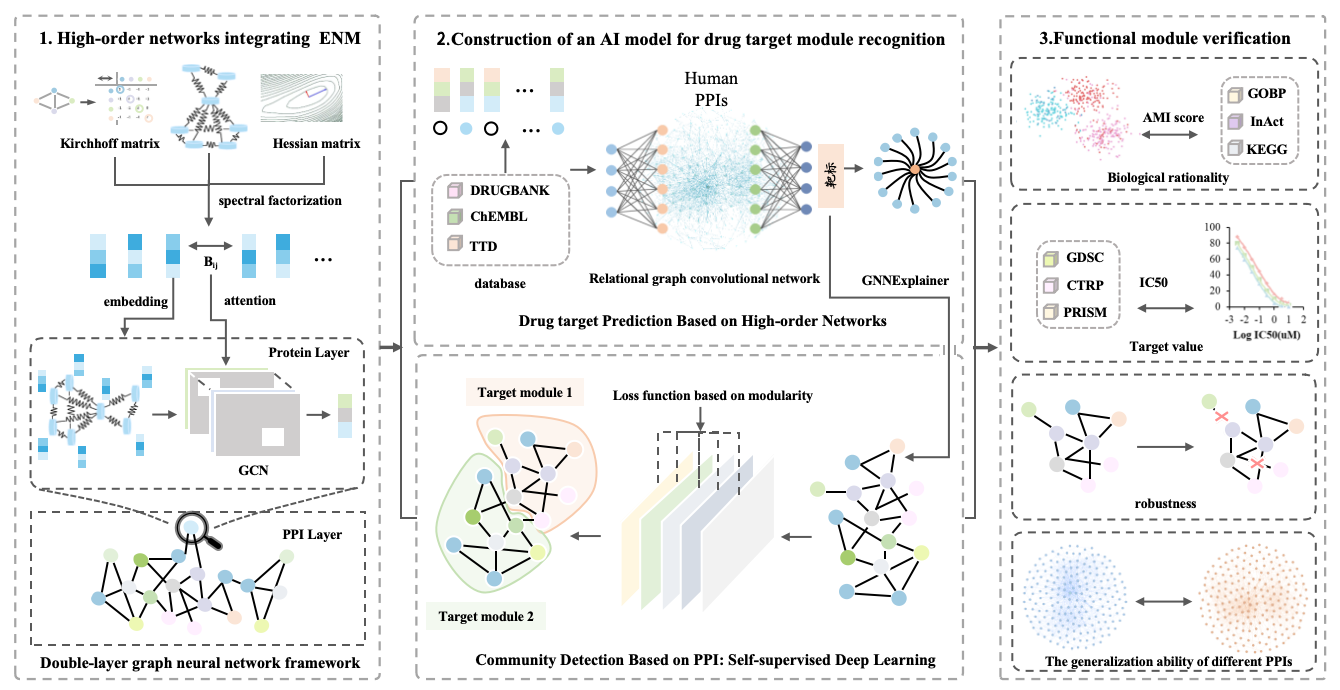 1. High-order networks integrating ENM
Kirchhoff matrix
Hessian matrix
spectral factorization
Bij
...
embedding
attention
Protein Layer
GCN
PPI Layer
Double-layer graph neural network framework
2.Construction of an AI model for drug target module recognition
...
...
Human
PPIs
DRUGBANK
ChEMBL
TTD
database
靶标
Relational graph convolutional network
GNNExplainer
Drug target Prediction Based on High-order Networks
Target module 1
Loss function based on modularity
Target module 2
Community Detection Based on PPI: Self-supervised Deep Learning
3.Functional module verification
AMI score
GOBP
InAct
KEGG
Biological rationality
GDSC
CTRP
PRISM
IC50
100
80
60
40
20
0
-3 -2 -1 0 1 2
Log IC50(uM)
Target value
robustness
The generalization ability of different PPIs